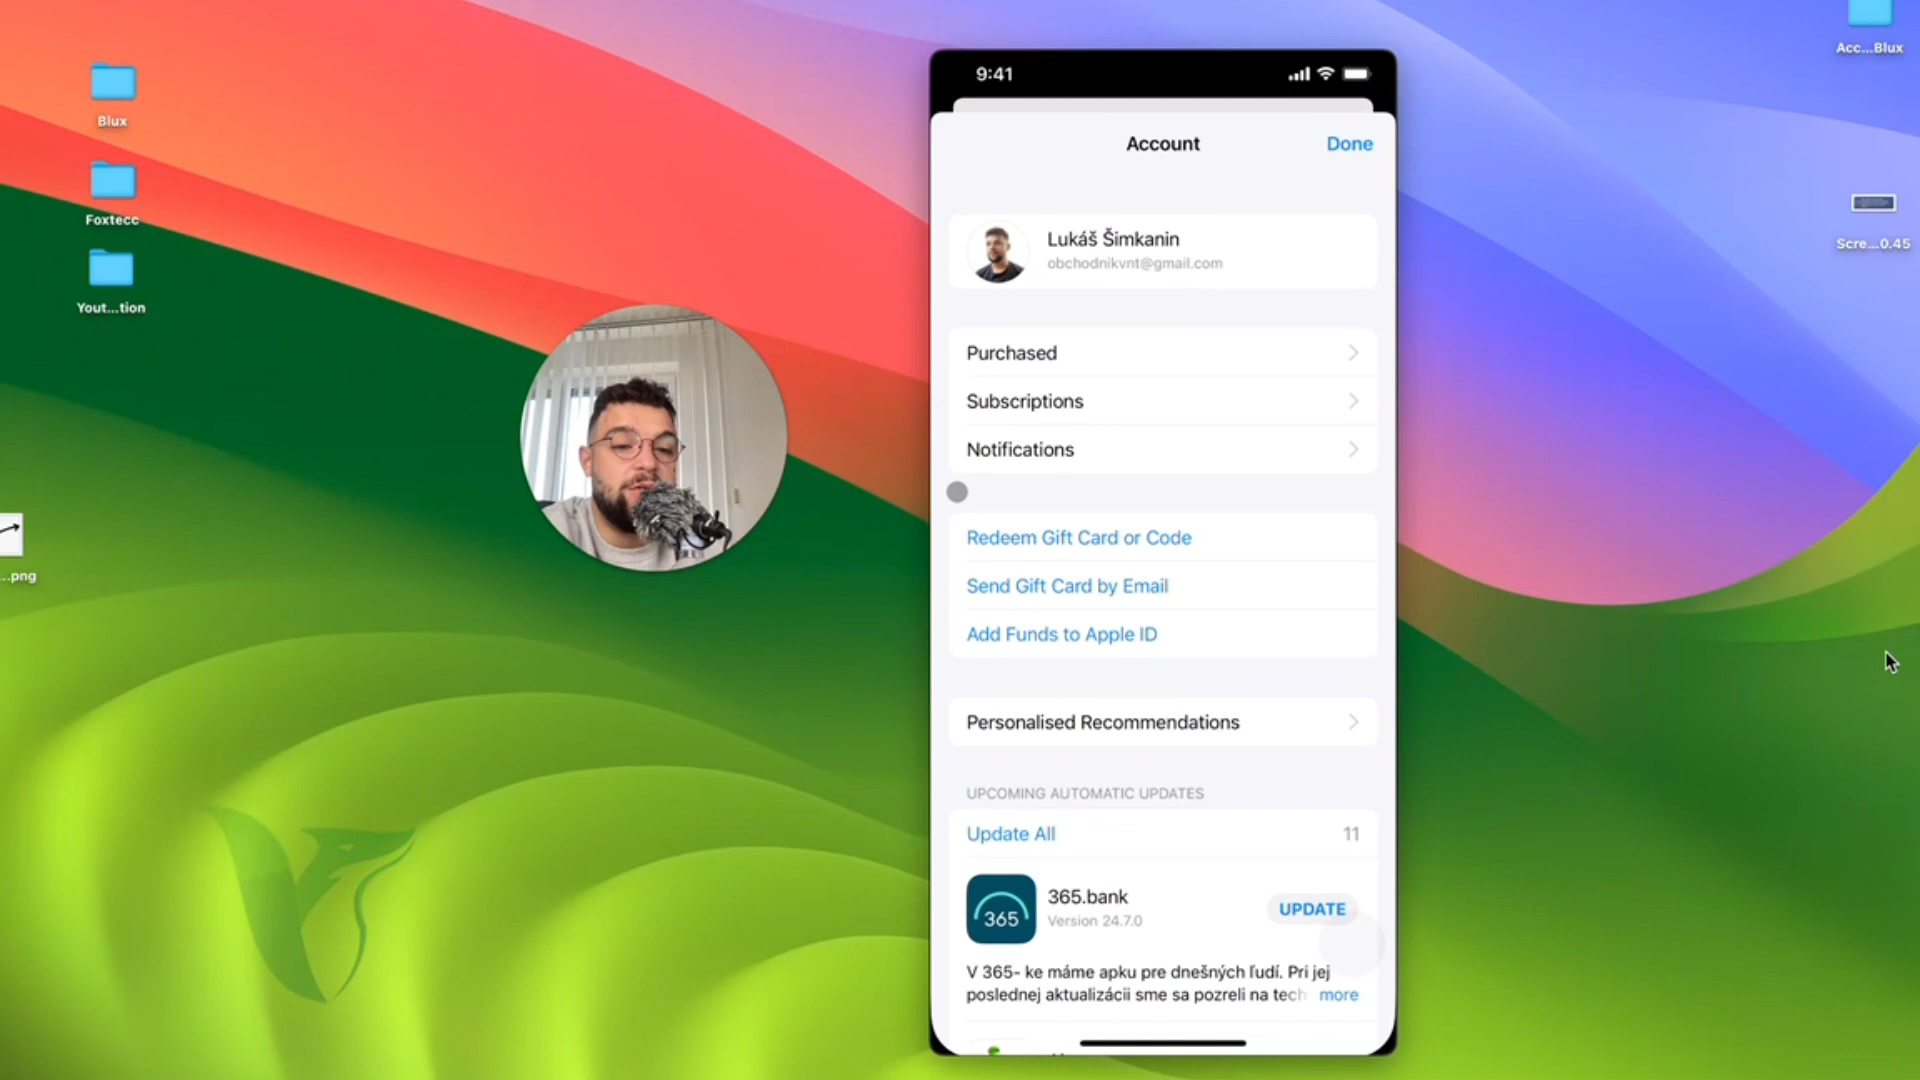 Blux
Foxtecc
Yout...tion
...png
9:41
Account
Done
Lukáš Šimkanin
obchodnikvnt@gmail.com
Purchased
Subscriptions
Notifications
Redeem Gift Card or Code
Send Gift Card by Email
Add Funds to Apple ID
Personalised Recommendations
UPCOMING AUTOMATIC UPDATES
Update All
11
365
365.bank
Version 24.7.0
UPDATE
V 365- ke máme apku pre dnešných ľudí. Pri jej
poslednej aktualizácii sme sa pozreli na tech more
Acc...Blux
Scre...0.45